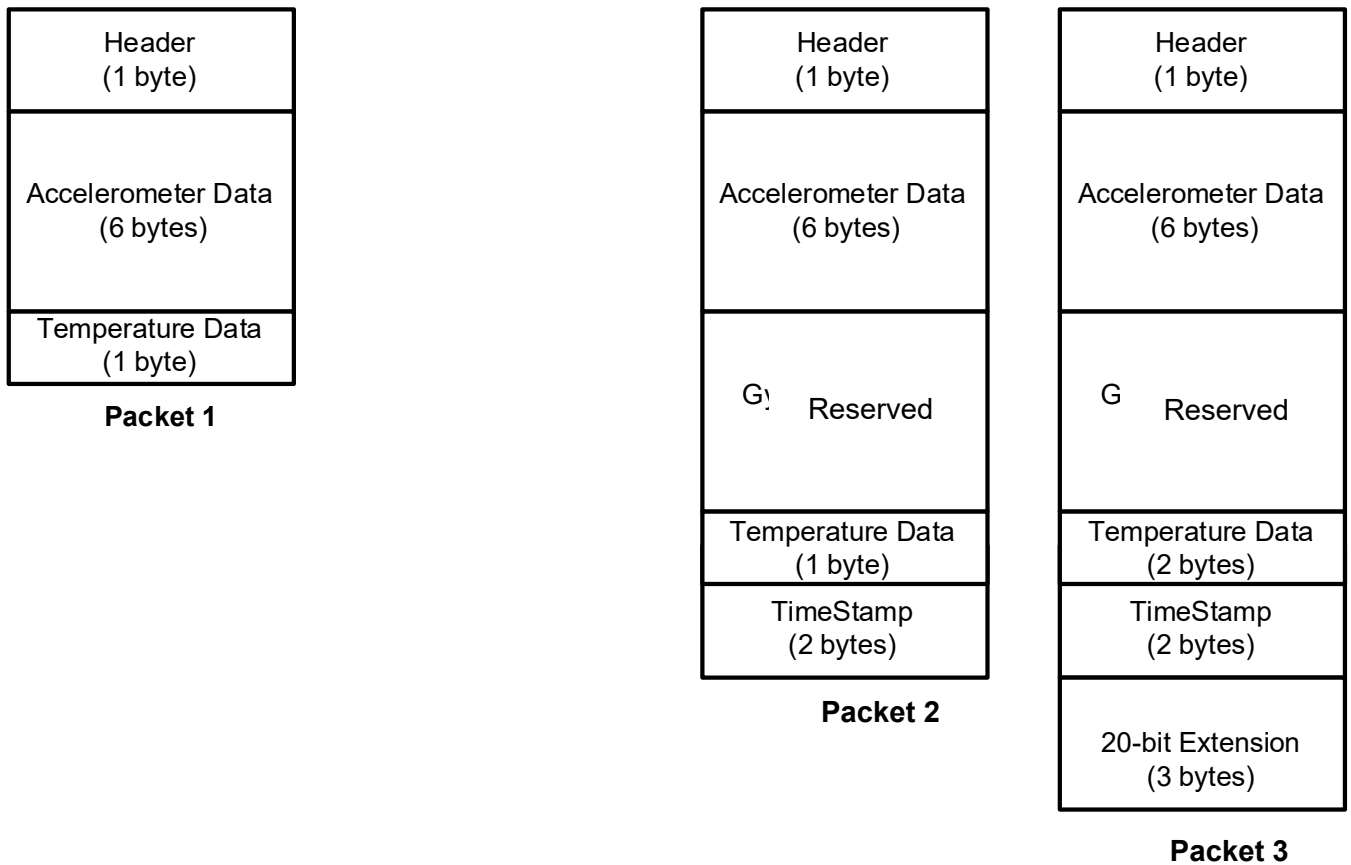 Header
(1 byte)
Accelerometer Data
(6 bytes)
Temperature Data
(1 byte)
Packet 1
Header
(1 byte)
Accelerometer Data
(6 bytes)
Reserved
Temperature Data
(1 byte)
TimeStamp
(2 bytes)
Packet 2
Header
(1 byte)
Accelerometer Data
(6 bytes)
G Reserved
Temperature Data
(2 bytes)
TimeStamp
(2 bytes)
20-bit Extension
(3 bytes)
Packet 3